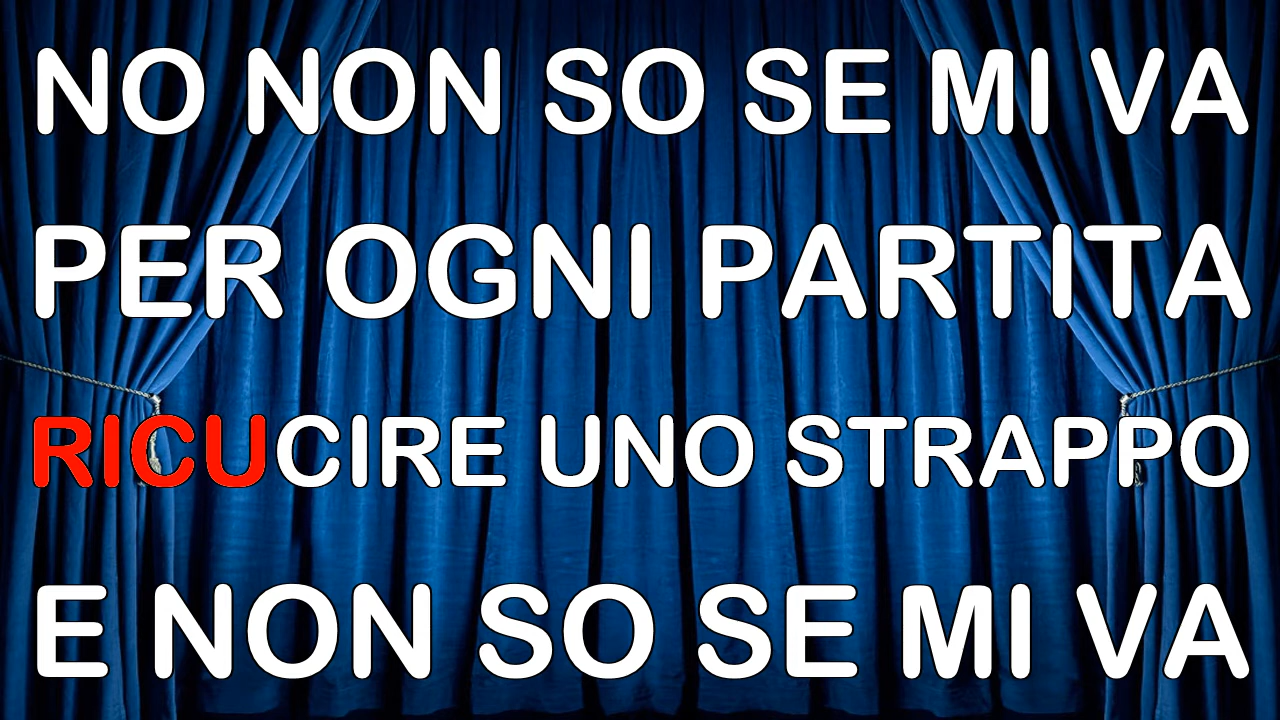 NO NON SO SE MI VA
PER OGNI PARTITA
RICUCIRE UNO STRAPPO
E NON SO SE MI VA